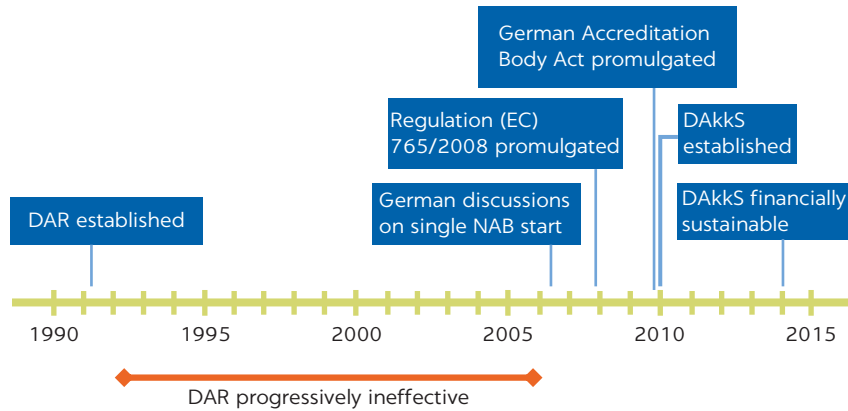 German Accreditation
Body Act promulgated
Regulation (EC)
765/2008 promulgated
DAkkS
established
German discussions
on single NAB start
DAkkS financially
sustainable
DAR established
1990 1995 2000 2005 2010 2015
DAR progressively ineffective